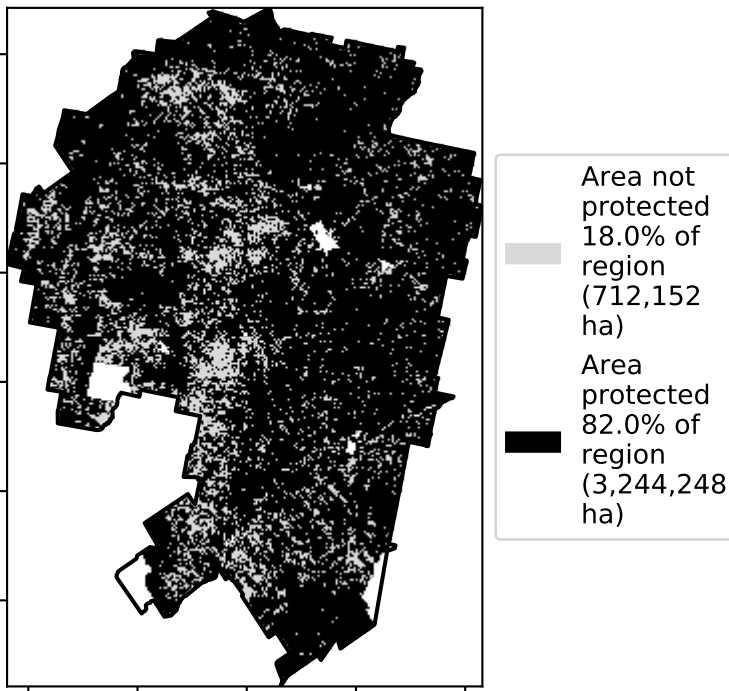 Area not
protected
18.0% of
region
(712,152
ha)
Area
protected
82.0% of
region
(3,244,248
ha)